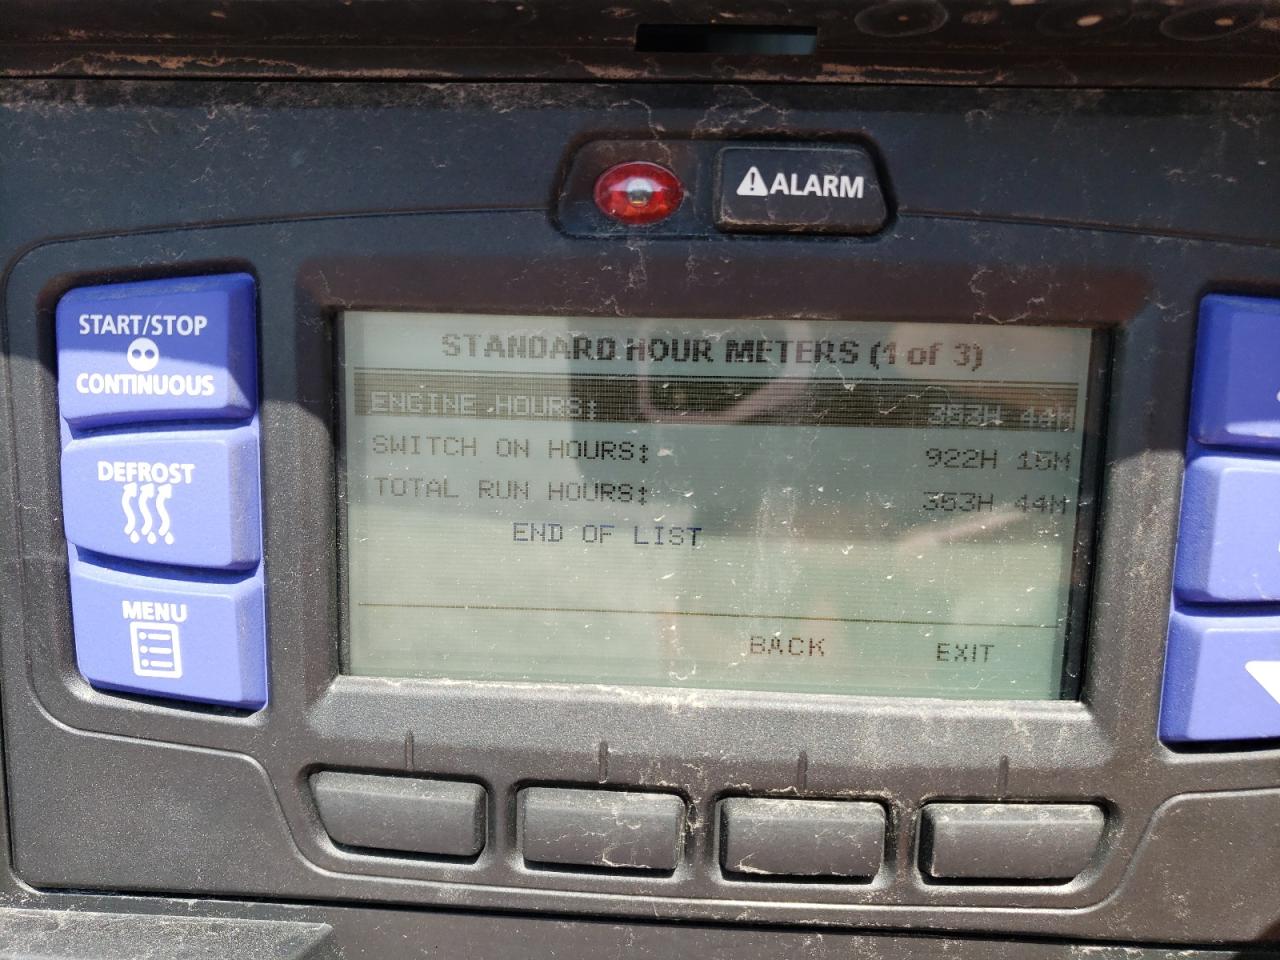 ⚠ALARM
START/STOP
CONTINUOUS
DEFROST
MENU
STANDARD HOUR METERS (1 of 3)
ENGINE HOURS: 44M
SWITCH ON HOURS: 922H 15M
TOTAL RUN HOURS: 44M
END OF LIST
BACK EXIT